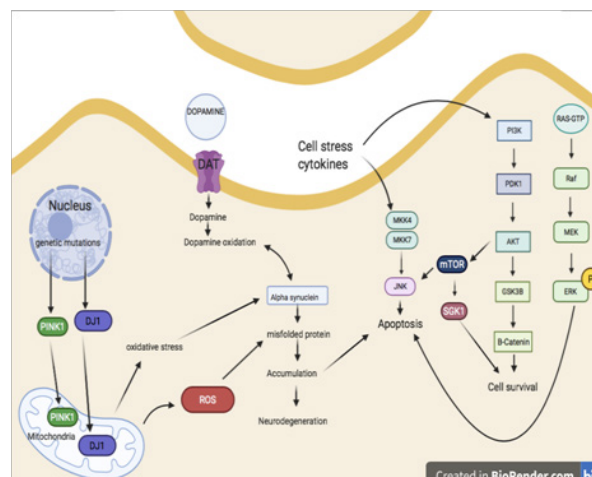 DOPAMINE
DAT
Dopamine
Dopamine oxidation
Nucleus
genetic mutations
PINK1
DJ1
oxidative stress
PINK1
Mitochondria
DJ1
ROS
Alpha synuclein
misfolded protein
Accumulation
Neurodegeneration
Cell stress
cytokines
MKK4
MKK7
JNK
Apoptosis
mTOR
SGK1
PI3K
PDK1
AKT
GSK3B
B-Catenin
Cell survival
RAS-GTP
Raf
MEK
ERK
P
Created in BioRender.com